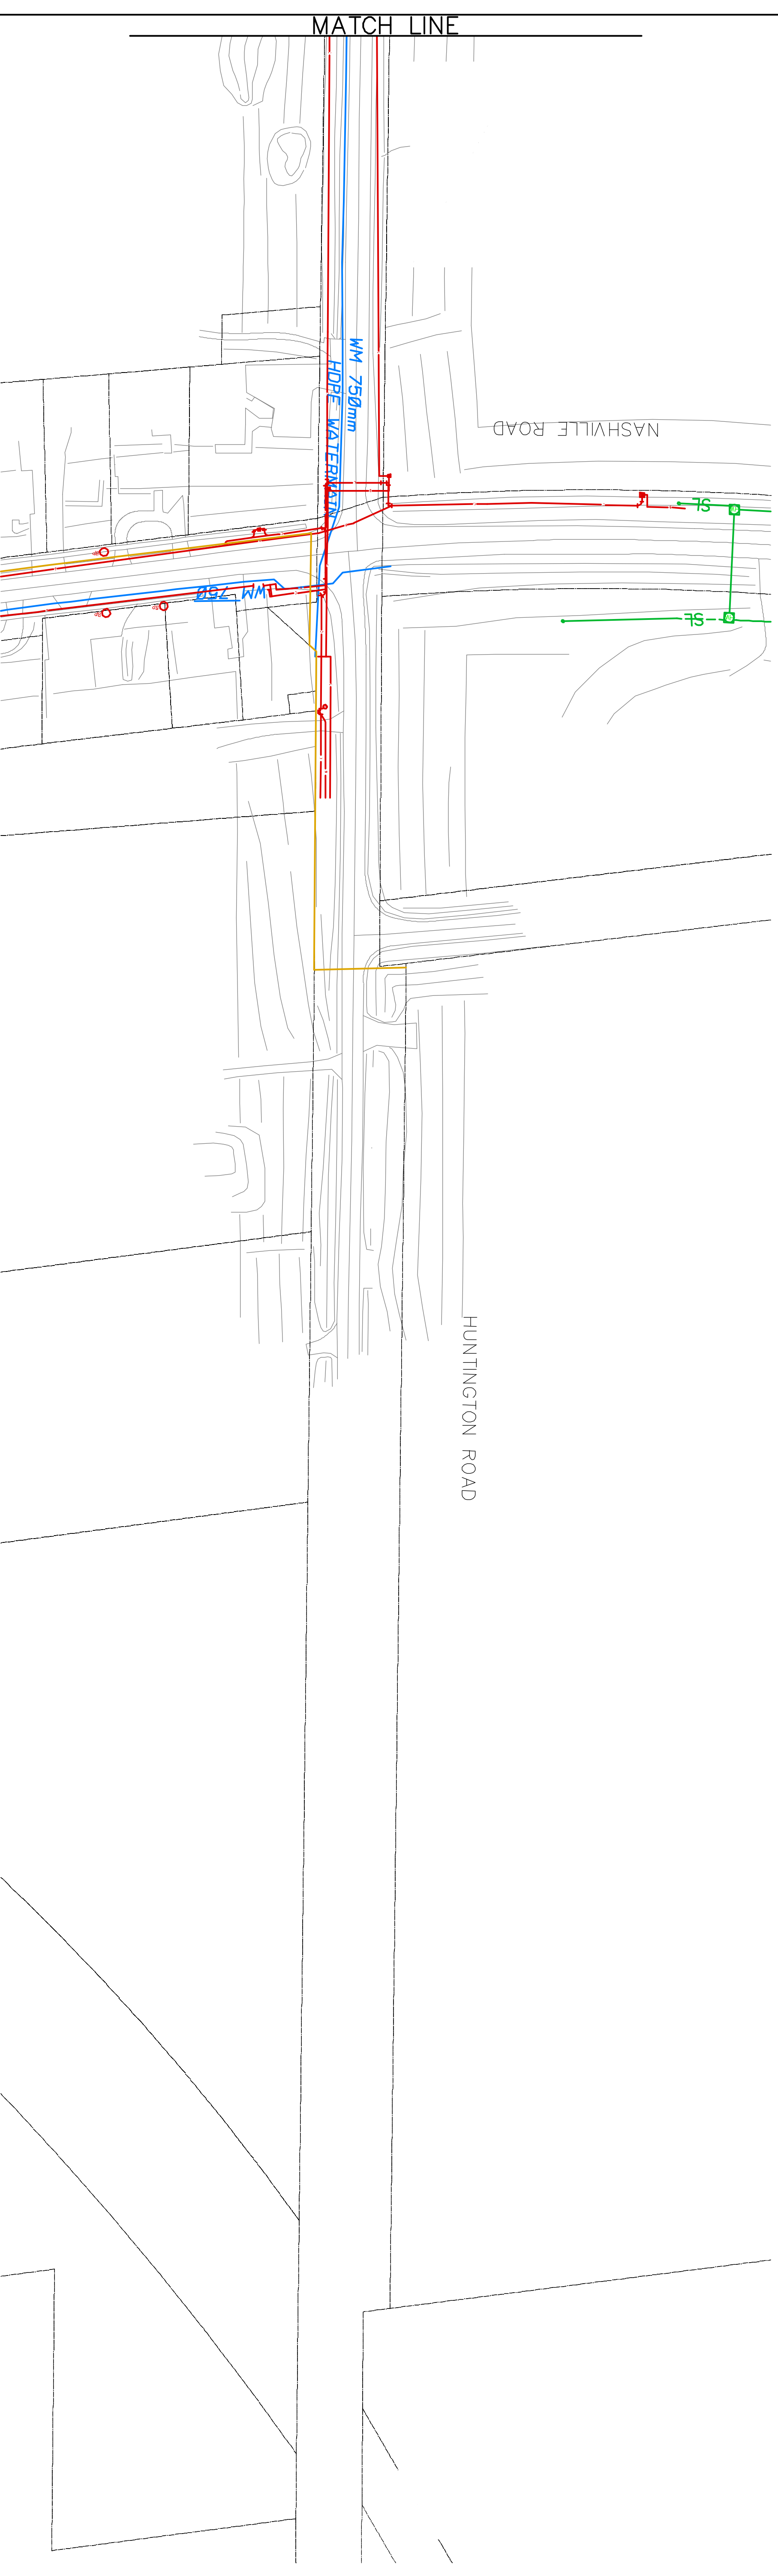 MATCH LINE
WM 750mm
HDPE WATERMAIN
NASHVILLE ROAD
SL
WM 750
SL
HUNTINGTON ROAD